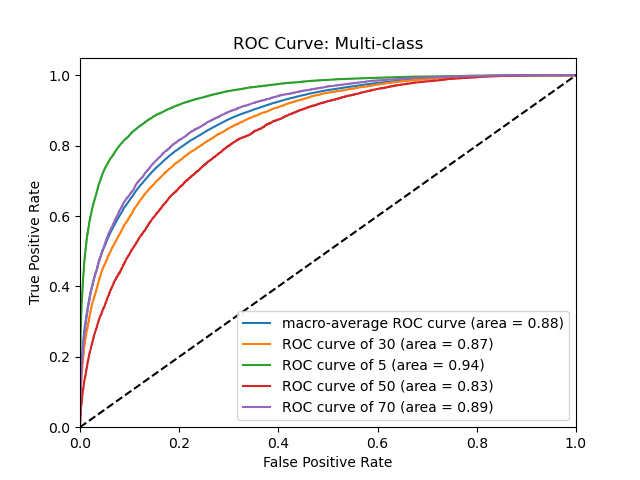 ROC Curve: Multi-class
True Positive Rate
1.0
0.8
0.6
0.4
0.2
0.0
macro-average ROC curve (area = 0.88)
ROC curve of 30 (area = 0.87)
ROC curve of 5 (area = 0.94)
ROC curve of 50 (area = 0.83)
ROC curve of 70 (area = 0.89)
0.0 0.2 0.4 0.6 0.8 1.0
False Positive Rate